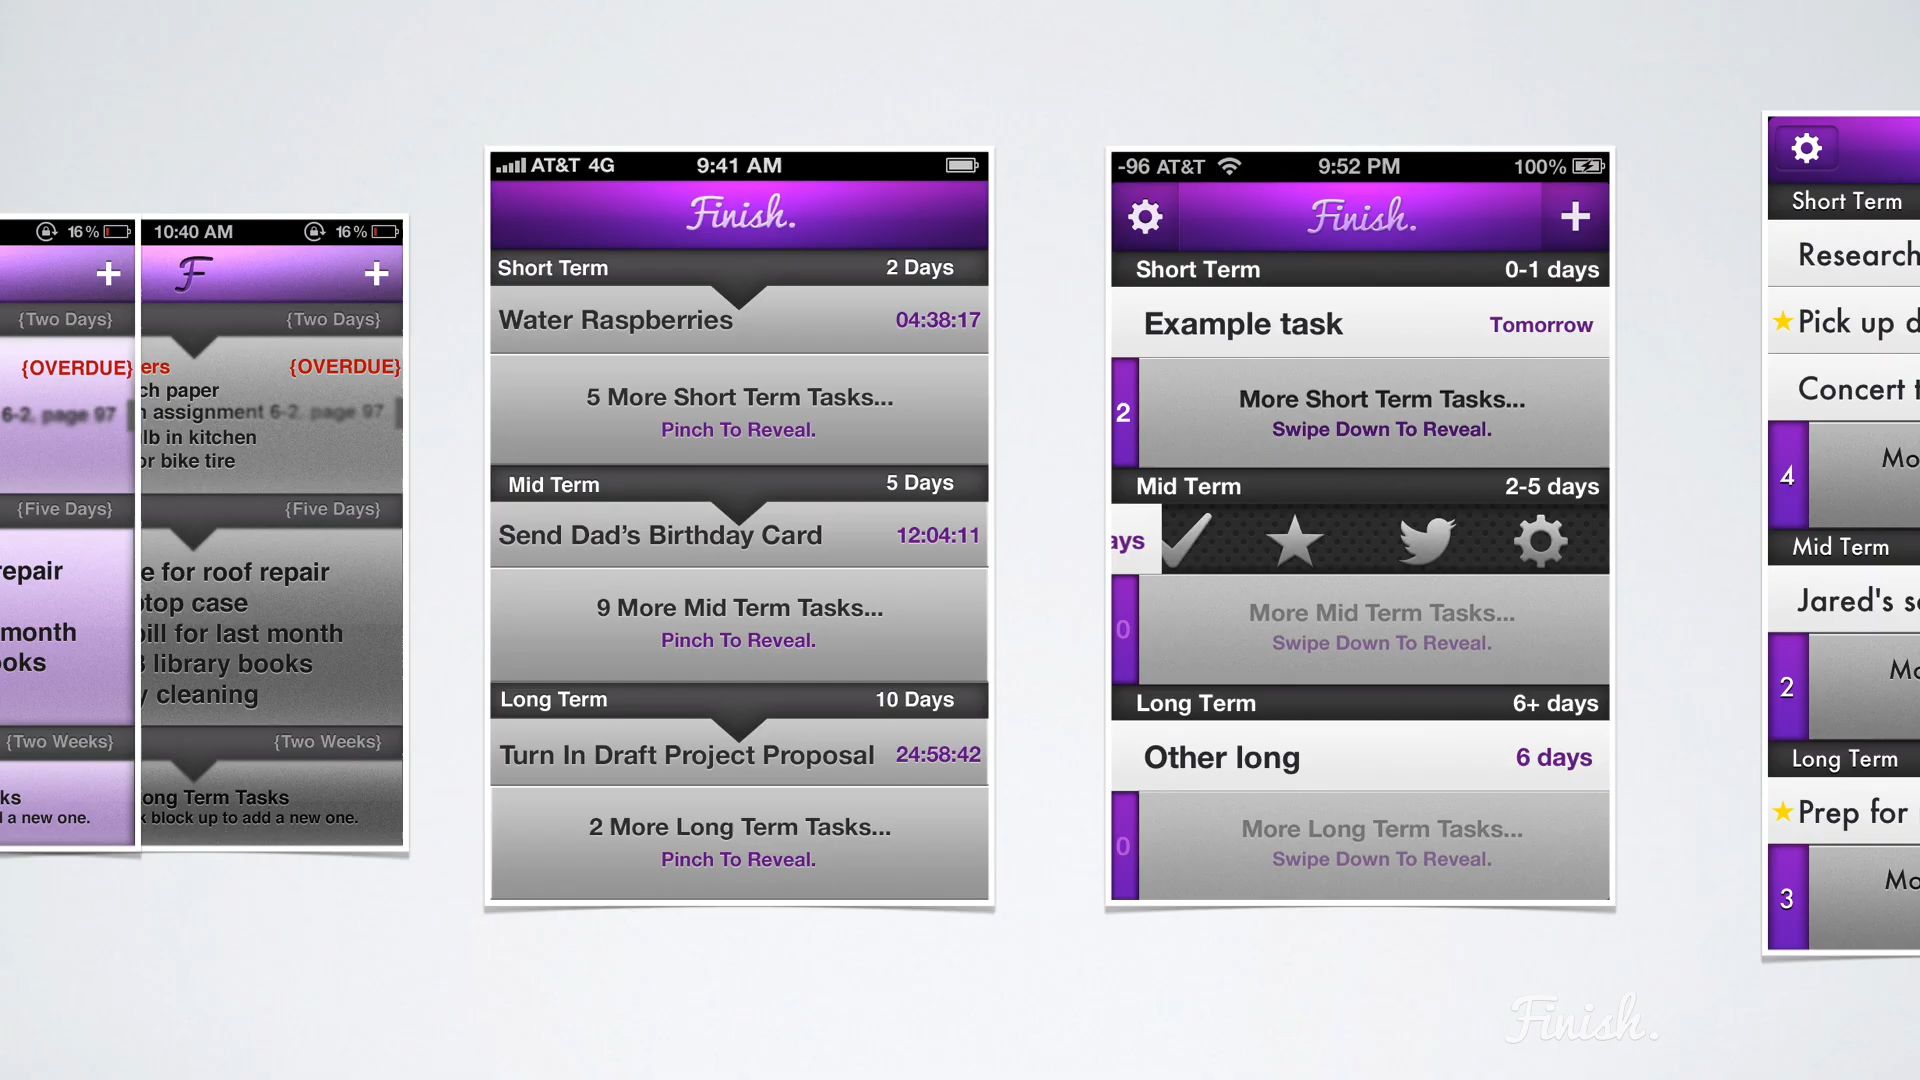 16%
+
{Two Days}
{OVERDUE}
6-2, page 97
repair
month
ooks
{Five Days}
{Two Weeks}
ks
a new one.
10:40 AM 16%
F +
{Two Days}
ers {OVERDUE}
ch paper
assignment 6-2, page 97
lb in kitchen
or bike tire
{Five Days}
e for roof repair
top case
bill for last month
3 library books
y cleaning
{Two Weeks}
ong Term Tasks
k block up to add a new one.
AT&T 4G 9:41 AM
Finish.
Short Term 2 Days
Water Raspberries 04:38:17
5 More Short Term Tasks...
Pinch To Reveal.
Mid Term 5 Days
Send Dad’s Birthday Card 12:04:11
9 More Mid Term Tasks...
Pinch To Reveal.
Long Term 10 Days
Turn In Draft Project Proposal 24:58:42
2 More Long Term Tasks...
Pinch To Reveal.
-96 AT&T 9:52 PM 100%
Finish. +
Short Term 0-1 days
Example task Tomorrow
2 More Short Term Tasks...
Swipe Down To Reveal.
Mid Term 2-5 days
ays
0 More Mid Term Tasks...
Swipe Down To Reveal.
Long Term 6+ days
Other long 6 days
0 More Long Term Tasks...
Swipe Down To Reveal.
Short Term
Research
Pick up d
Concert t
4 Mo
Mid Term
Jared's s
2 Mo
Long Term
Prep for
3 Mo
Finish.